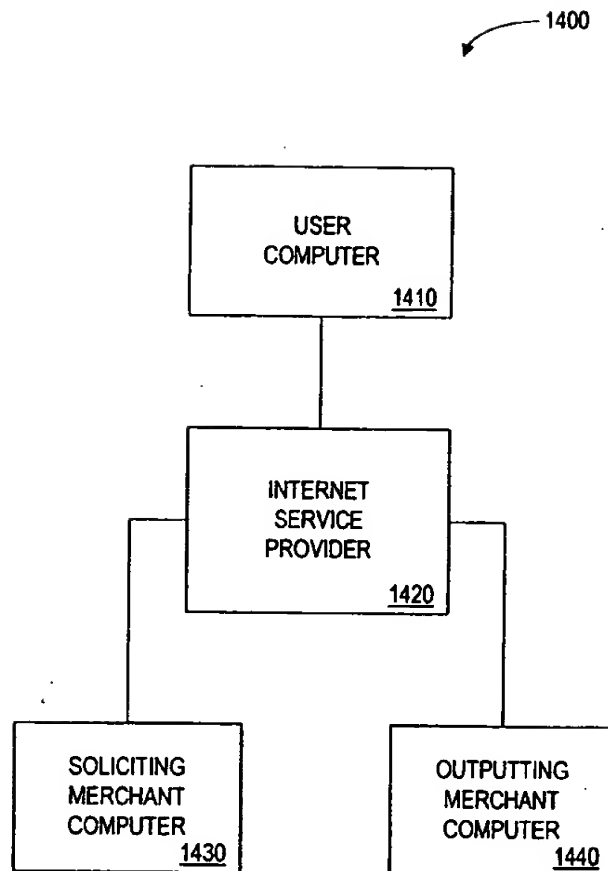 1400
USER
COMPUTER
1410
INTERNET
SERVICE
PROVIDER
1420
SOLICITING
MERCHANT
COMPUTER
1430
OUTPUTTING
MERCHANT
COMPUTER
1440